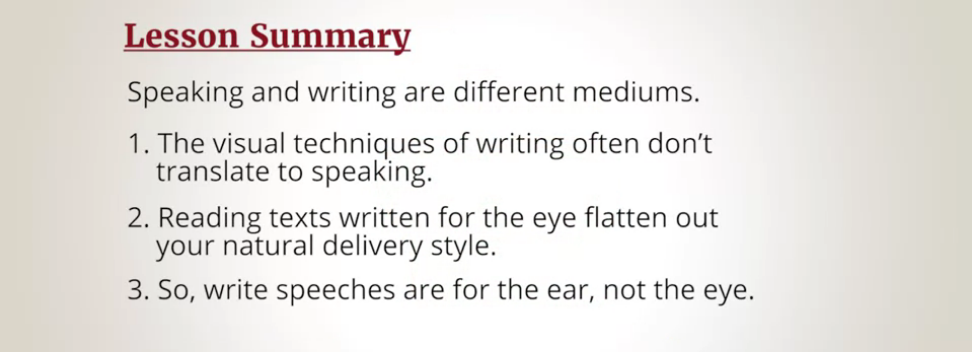 Lesson Summary
Speaking and writing are different mediums.
1. The visual techniques of writing often don’t
translate to speaking.
2. Reading texts written for the eye flatten out
your natural delivery style.
3. So, write speeches are for the ear, not the eye.